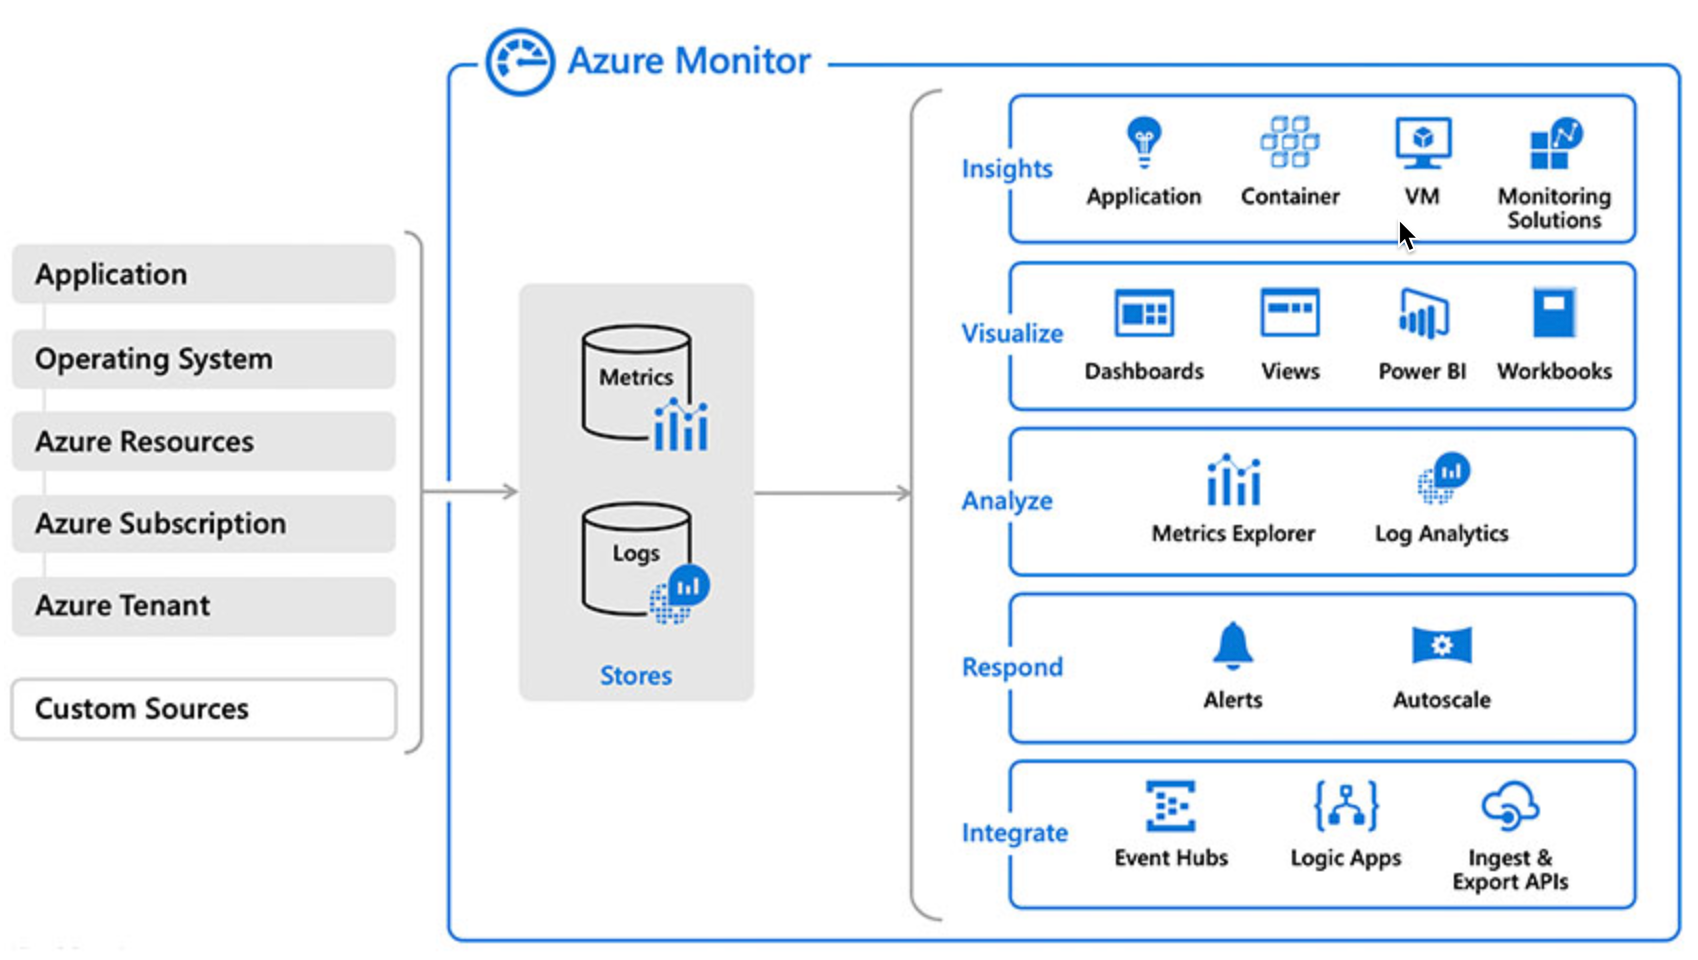 Azure Monitor
Application
Operating System
Azure Resources
Azure Subscription
Azure Tenant
Custom Sources
Metrics
Logs
Stores
Insights
Application
Container
VM
Monitoring
Solutions
Visualize
Dashboards
Views
Power BI
Workbooks
Analyze
Metrics Explorer
Log Analytics
Respond
Alerts
Autoscale
Integrate
Event Hubs
Logic Apps
Ingest &
Export APIs